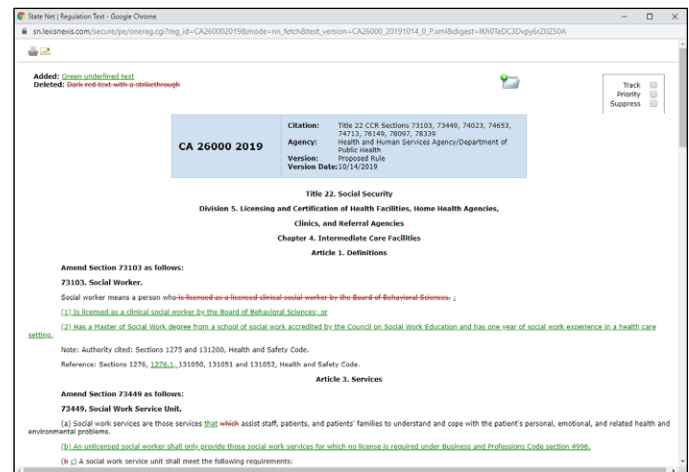 State Net | Regulation Text - Google Chrome
sn.lexisnexis.com/secure/pe/onereg.cgi?reg_id=CA260002019&mode=nn_fetch&text_version=CA26000_20191014_0_P.xml&digest=
Added: Green underlined text
Deleted: Dark red text with a strikethrough
Track
Priority
Suppress
CA 26000 2019
Citation: Title 22 CCR Sections 73103, 73449, 74023, 74653,
74713, 76149, 78097, 78339
Agency: Health and Human Services Agency/Department of
Public Health
Version: Proposed Rule
Version Date:10/14/2019
Title 22. Social Security
Division 5. Licensing and Certification of Health Facilities, Home Health Agencies,
Clinics, and Referral Agencies
Chapter 4. Intermediate Care Facilities
Article 1. Definitions
Amend Section 73103 as follows:
73103. Social Worker.
Social worker means a person who is licensed as a licensed clinical social worker by the Board of Behavioral Sciences. :
(1) Is licensed as a clinical social worker by the Board of Behavioral Sciences; or
(2) Has a Master of Social Work degree from a school of social work accredited by the Council on Social Work Education and has one year of social work experience in a health care
setting.
Note: Authority cited: Sections 1275 and 131200, Health and Safety Code.
Reference: Sections 1276, 1276.1, 131050, 131051 and 131052, Health and Safety Code.
Article 3. Services
Amend Section 73449 as follows:
73449. Social Work Service Unit.
(a) Social work services are those services that which assist staff, patients, and patients' families to understand and cope with the patient's personal, emotional, and related health and
environmental problems.
(b) An unlicensed social worker shall only provide those social work services for which no license is required under Business and Professions Code section 4996.
(b c) A social work service unit shall meet the following requirements: